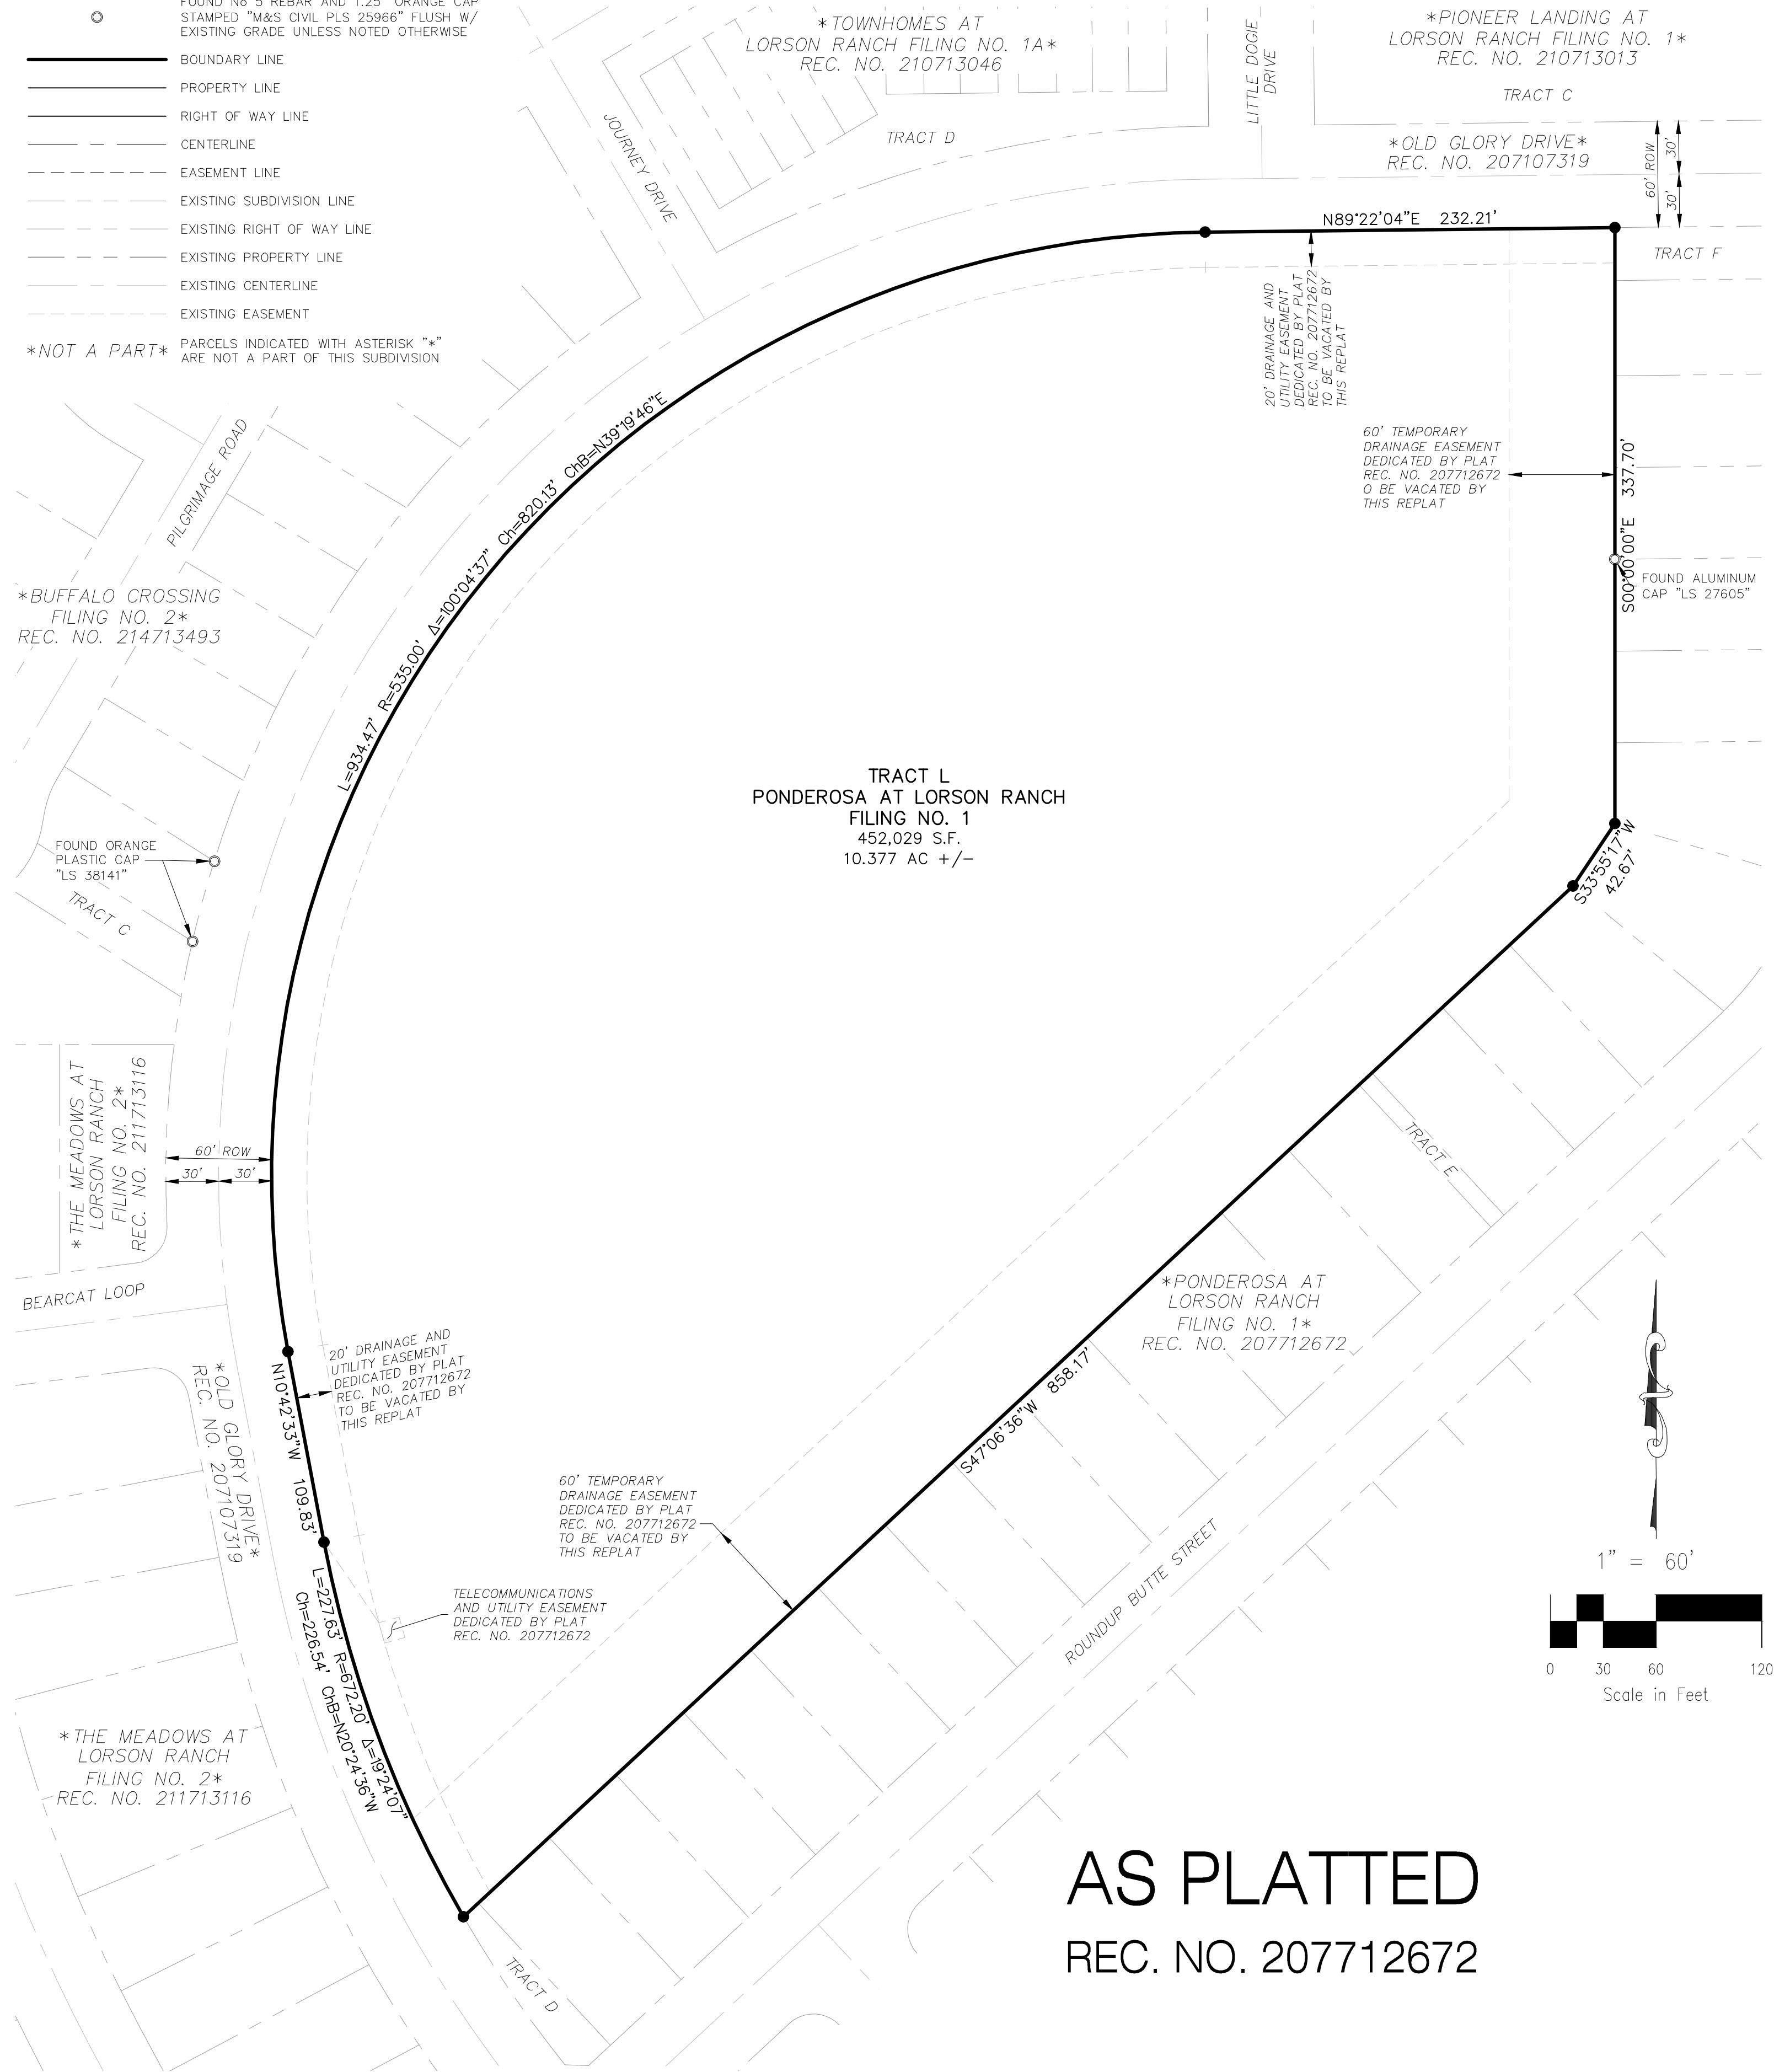 FOUND No 5 REBAR AND 1.25" ORANGE CAP
STAMPED "M&S CIVIL PLS 25966" FLUSH W/
EXISTING GRADE UNLESS NOTED OTHERWISE
BOUNDARY LINE
PROPERTY LINE
RIGHT OF WAY LINE
CENTERLINE
EASEMENT LINE
EXISTING SUBDIVISION LINE
EXISTING RIGHT OF WAY LINE
EXISTING PROPERTY LINE
EXISTING CENTERLINE
EXISTING EASEMENT
*NOT A PART*
PARCELS INDICATED WITH ASTERISK "*"
ARE NOT A PART OF THIS SUBDIVISION
*TOWNHOMES AT
LORSON RANCH FILING NO. 1A*
REC. NO. 210713046
TRACT D
JOURNEY DRIVE
LITTLE DOGIE
DRIVE
*PIONEER LANDING AT
LORSON RANCH FILING NO. 1*
REC. NO. 210713013
TRACT C
*OLD GLORY DRIVE*
REC. NO. 207107319
60' ROW
30'
30'
N89°22'04"E 232.21'
TRACT F
20' DRAINAGE AND
UTILITY EASEMENT
DEDICATED BY PLAT
REC. NO. 207712672
TO BE VACATED BY
THIS REPLAT
60' TEMPORARY
DRAINAGE EASEMENT
DEDICATED BY PLAT
REC. NO. 207712672
O BE VACATED BY
THIS REPLAT
S00°00'00"E 337.70'
FOUND ALUMINUM
CAP "LS 27605"
PILGRIMAGE ROAD
L=934.47' R=535.00' Δ=100°04'37" Ch=820.13' ChB=N39°19'46"E
*BUFFALO CROSSING
FILING NO. 2*
REC. NO. 214713493
TRACT L
PONDEROSA AT LORSON RANCH
FILING NO. 1
452,029 S.F.
10.377 AC +/-
S33°55'17"W
42.67'
FOUND ORANGE
PLASTIC CAP
"LS 38141"
TRACT C
*THE MEADOWS AT
LORSON RANCH
FILING NO. 2*
REC. NO. 211713116
60' ROW
30'
30'
TRACT E
BEARCAT LOOP
*PONDEROSA AT
LORSON RANCH
FILING NO. 1*
REC. NO. 207712672
20' DRAINAGE AND
UTILITY EASEMENT
DEDICATED BY PLAT
REC. NO. 207712672
TO BE VACATED BY
THIS REPLAT
N10°42'33"W 109.83'
*OLD GLORY DRIVE*
REC. NO. 207107319
S47°06'36"W 858.17'
60' TEMPORARY
DRAINAGE EASEMENT
DEDICATED BY PLAT
REC. NO. 207712672
TO BE VACATED BY
THIS REPLAT
ROUNDUP BUTTE STREET
TELECOMMUNICATIONS
AND UTILITY EASEMENT
DEDICATED BY PLAT
REC. NO. 207712672
L=227.63' R=672.20' Δ=19°24'07"
Ch=226.54' ChB=N20°24'36"W
1" = 60'
0 30 60 120
Scale in Feet
*THE MEADOWS AT
LORSON RANCH
FILING NO. 2*
REC. NO. 211713116
TRACT D
AS PLATTED
REC. NO. 207712672